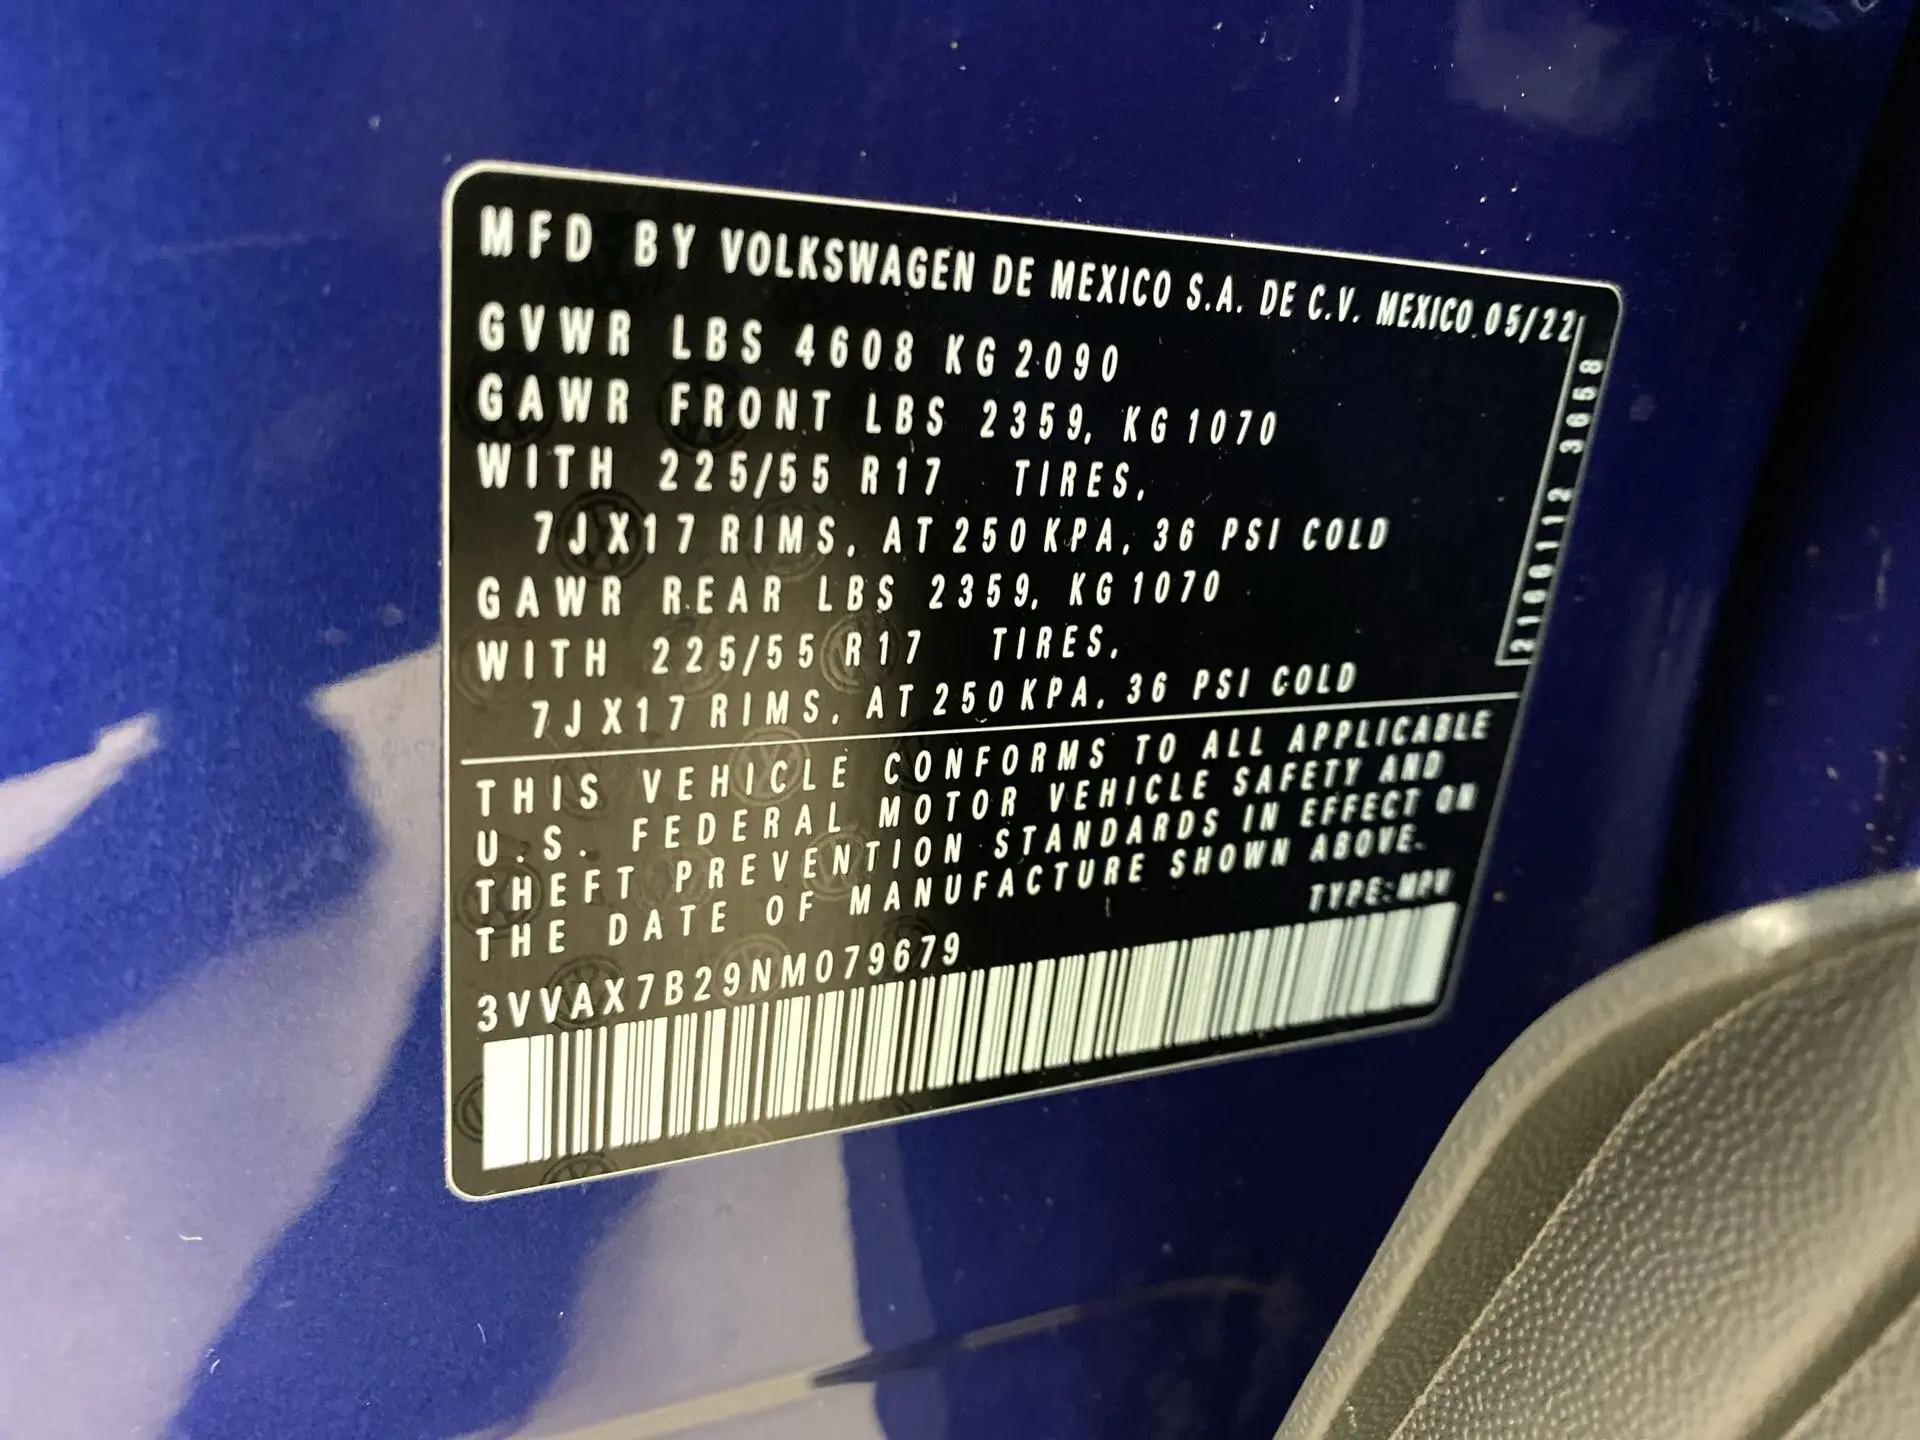 MFD BY VOLKSWAGEN DE MEXICO S.A. DE C.V. MEXICO 05/22
GVWR LBS 4608 KG 2090
GAWR FRONT LBS 2359, KG 1070
WITH 225/55 R17 TIRES,
7JX17 RIMS, AT 250 KPA, 36 PSI COLD
GAWR REAR LBS 2359, KG 1070
WITH 225/55 R17 TIRES,
7JX17 RIMS, AT 250 KPA, 36 PSI COLD
THIS VEHICLE CONFORMS TO ALL APPLICABLE
U.S. FEDERAL MOTOR VEHICLE SAFETY AND
THEFT PREVENTION STANDARDS IN EFFECT ON
THE DATE OF MANUFACTURE SHOWN ABOVE.
TYPE:MPV
3VVAX7B29NM079679